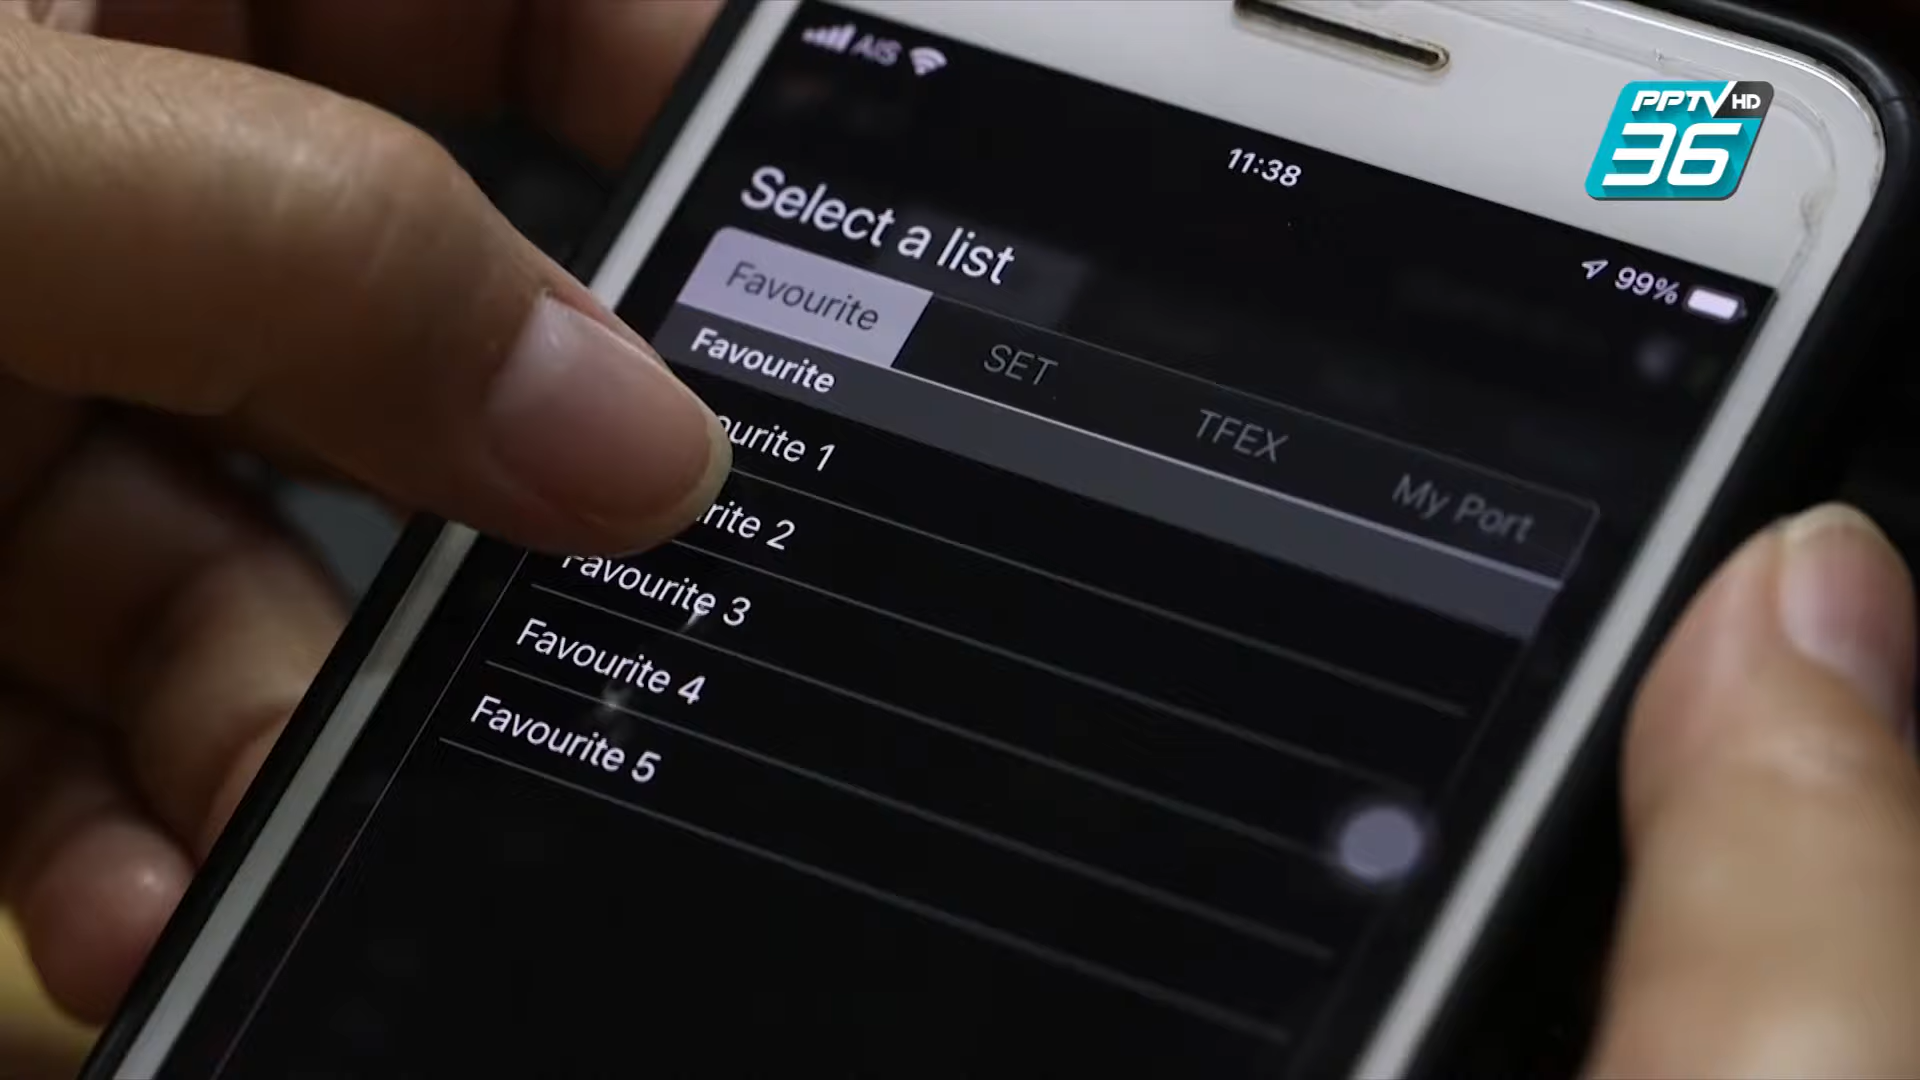 AIS
11:38
99%
PPTV HD
36
Select a list
Favourite
SET
TFEX
My Port
Favourite
ourite 1
rite 2
Favourite 3
Favourite 4
Favourite 5